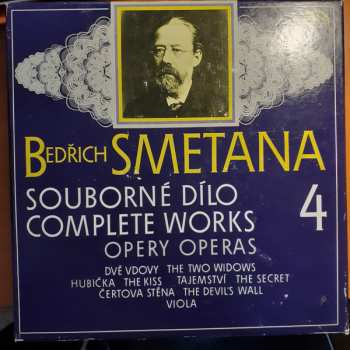 BEDŘICH SMETANA
SOUBORNÉ DÍLO 4
COMPLETE WORKS
OPERY OPERAS
DVĚ VDOVY THE TWO WIDOWS
HUBIČKA THE KISS TAJEMSTVÍ THE SECRET
ČERTOVA STĚNA THE DEVIL'S WALL
VIOLA